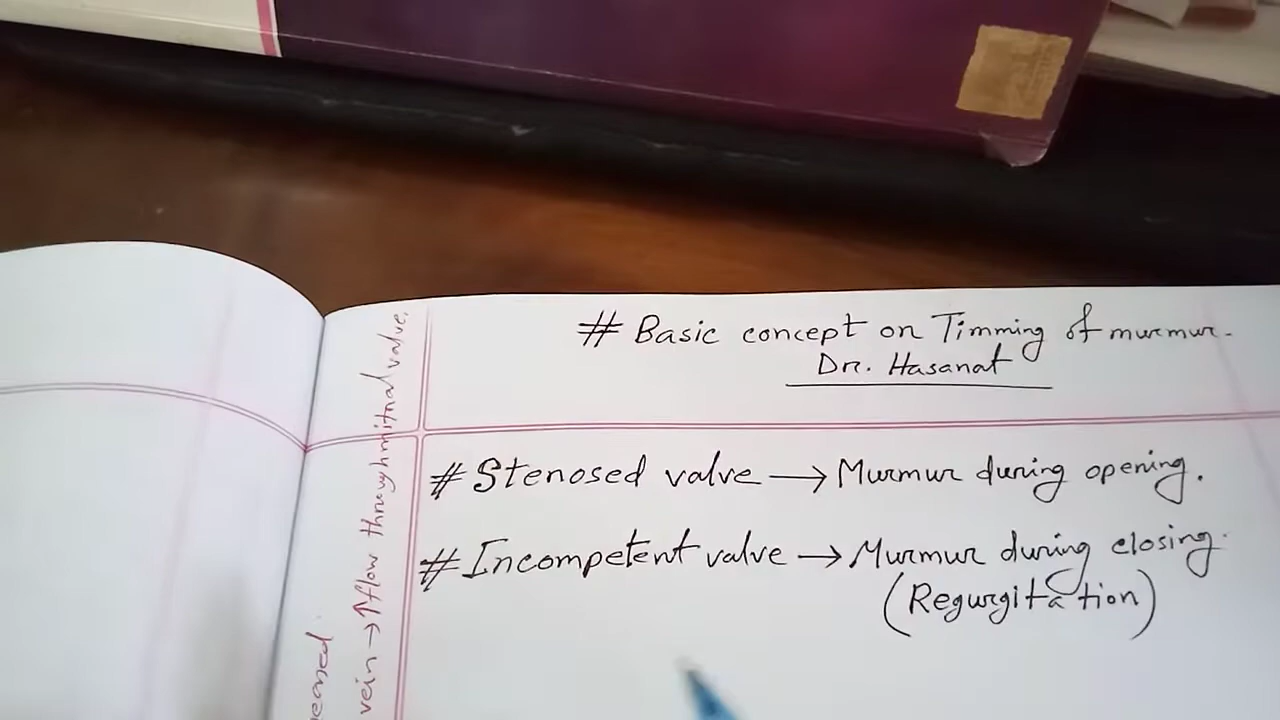 # Basic concept on Timming of murmur.
Dr. Hasanat
# Stenosed valve → Murmur during opening.
# Incompetent valve → Murmur during closing.
(Regurgitation)
vein → ↑flow through mitral valve.